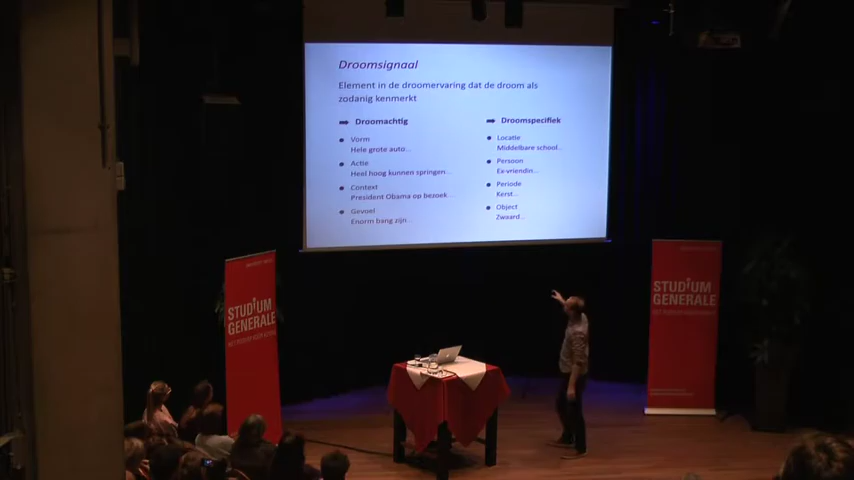 Droomsignaal
Element in de droomervaring dat de droom als
zodanig kenmerkt
Droomachtig
Vorm
Hele grote auto...
Actie
Heel hoog kunnen springen...
Context
President Obama op bezoek...
Gevoel
Enorm bang zijn...
Droomspecifiek
Locatie
Middelbare school...
Persoon
Ex-vriendin...
Periode
Kerst...
Object
Zwaard...
STUDIUM
GENERALE
STUDIUM
GENERALE